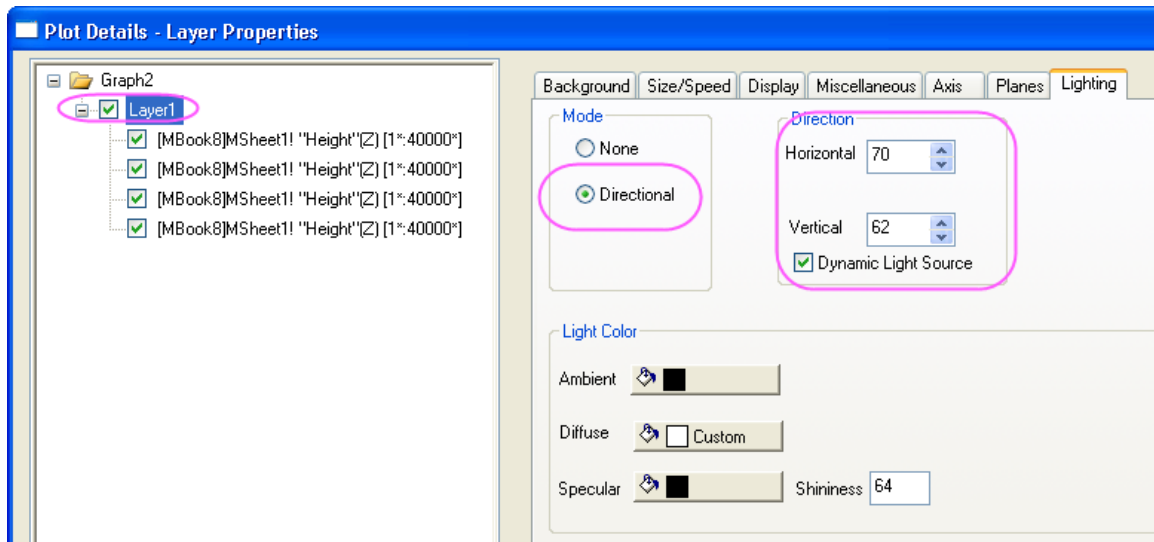 Plot Details - Layer Properties
Graph2
Layer1
[MBook8]MSheet1! "Height"(Z) [1*:40000*]
[MBook8]MSheet1! "Height"(Z) [1*:40000*]
[MBook8]MSheet1! "Height"(Z) [1*:40000*]
[MBook8]MSheet1! "Height"(Z) [1*:40000*]
Background Size/Speed Display Miscellaneous Axis Planes Lighting
Mode
None
Directional
Direction
Horizontal 70
Vertical 62
Dynamic Light Source
Light Color
Ambient
Diffuse Custom
Specular Shininess 64